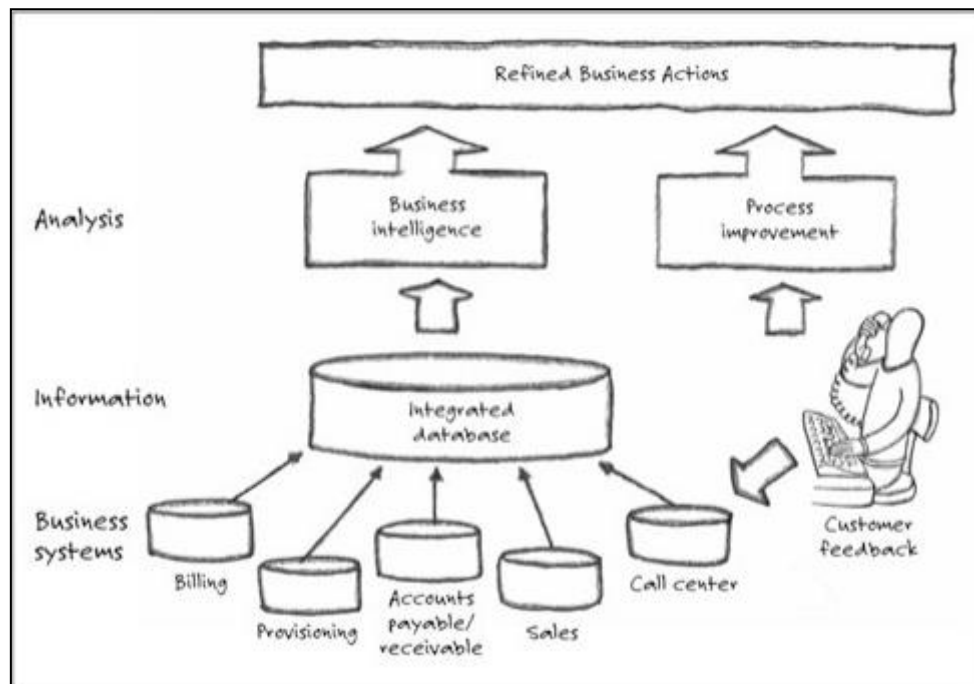 Refined Business Actions
Analysis
Business
intelligence
Process
improvement
Information
Integrated
database
Business
systems
Billing
Provisioning
Accounts
payable/
receivable
Sales
Call center
Customer
feedback